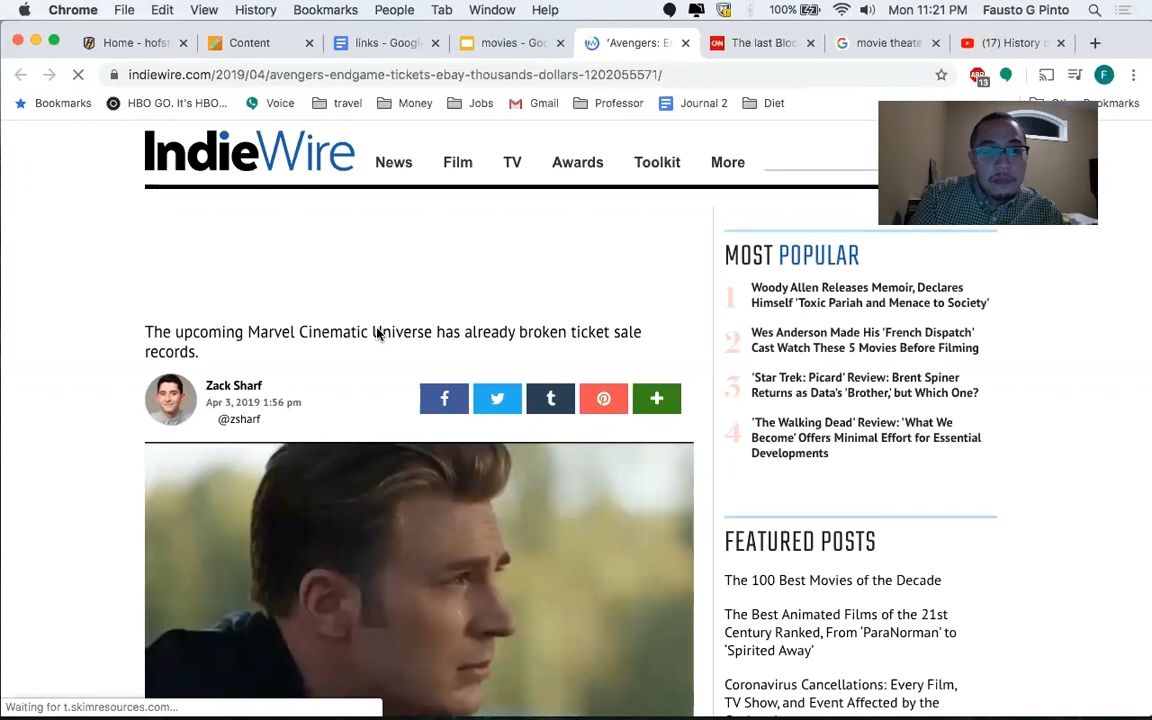 Chrome File Edit View History Bookmarks People Tab Window Help 100% Mon 11:21 PM Fausto G Pinto
Home - hofst Content links - Google movies - Goo 'Avengers: E The last Bloc movie theate (17) History o
indiewire.com/2019/04/avengers-endgame-tickets-ebay-thousands-dollars-1202055571/
13 F
Bookmarks HBO GO. It's HBO... Voice travel Money Jobs Gmail Professor Journal 2 Diet Bookmarks
IndieWire News Film TV Awards Toolkit More
The upcoming Marvel Cinematic Universe has already broken ticket sale
records.
Zack Sharf
Apr 3, 2019 1:56 pm
@zsharf
MOST POPULAR
1 Woody Allen Releases Memoir, Declares
Himself 'Toxic Pariah and Menace to Society'
2 Wes Anderson Made His 'French Dispatch'
Cast Watch These 5 Movies Before Filming
3 'Star Trek: Picard' Review: Brent Spiner
Returns as Data's 'Brother,' but Which One?
4 'The Walking Dead' Review: 'What We
Become' Offers Minimal Effort for Essential
Developments
FEATURED POSTS
The 100 Best Movies of the Decade
The Best Animated Films of the 21st
Century Ranked, From 'ParaNorman' to
'Spirited Away'
Coronavirus Cancellations: Every Film,
TV Show, and Event Affected by the
Waiting for t.skimresources.com...